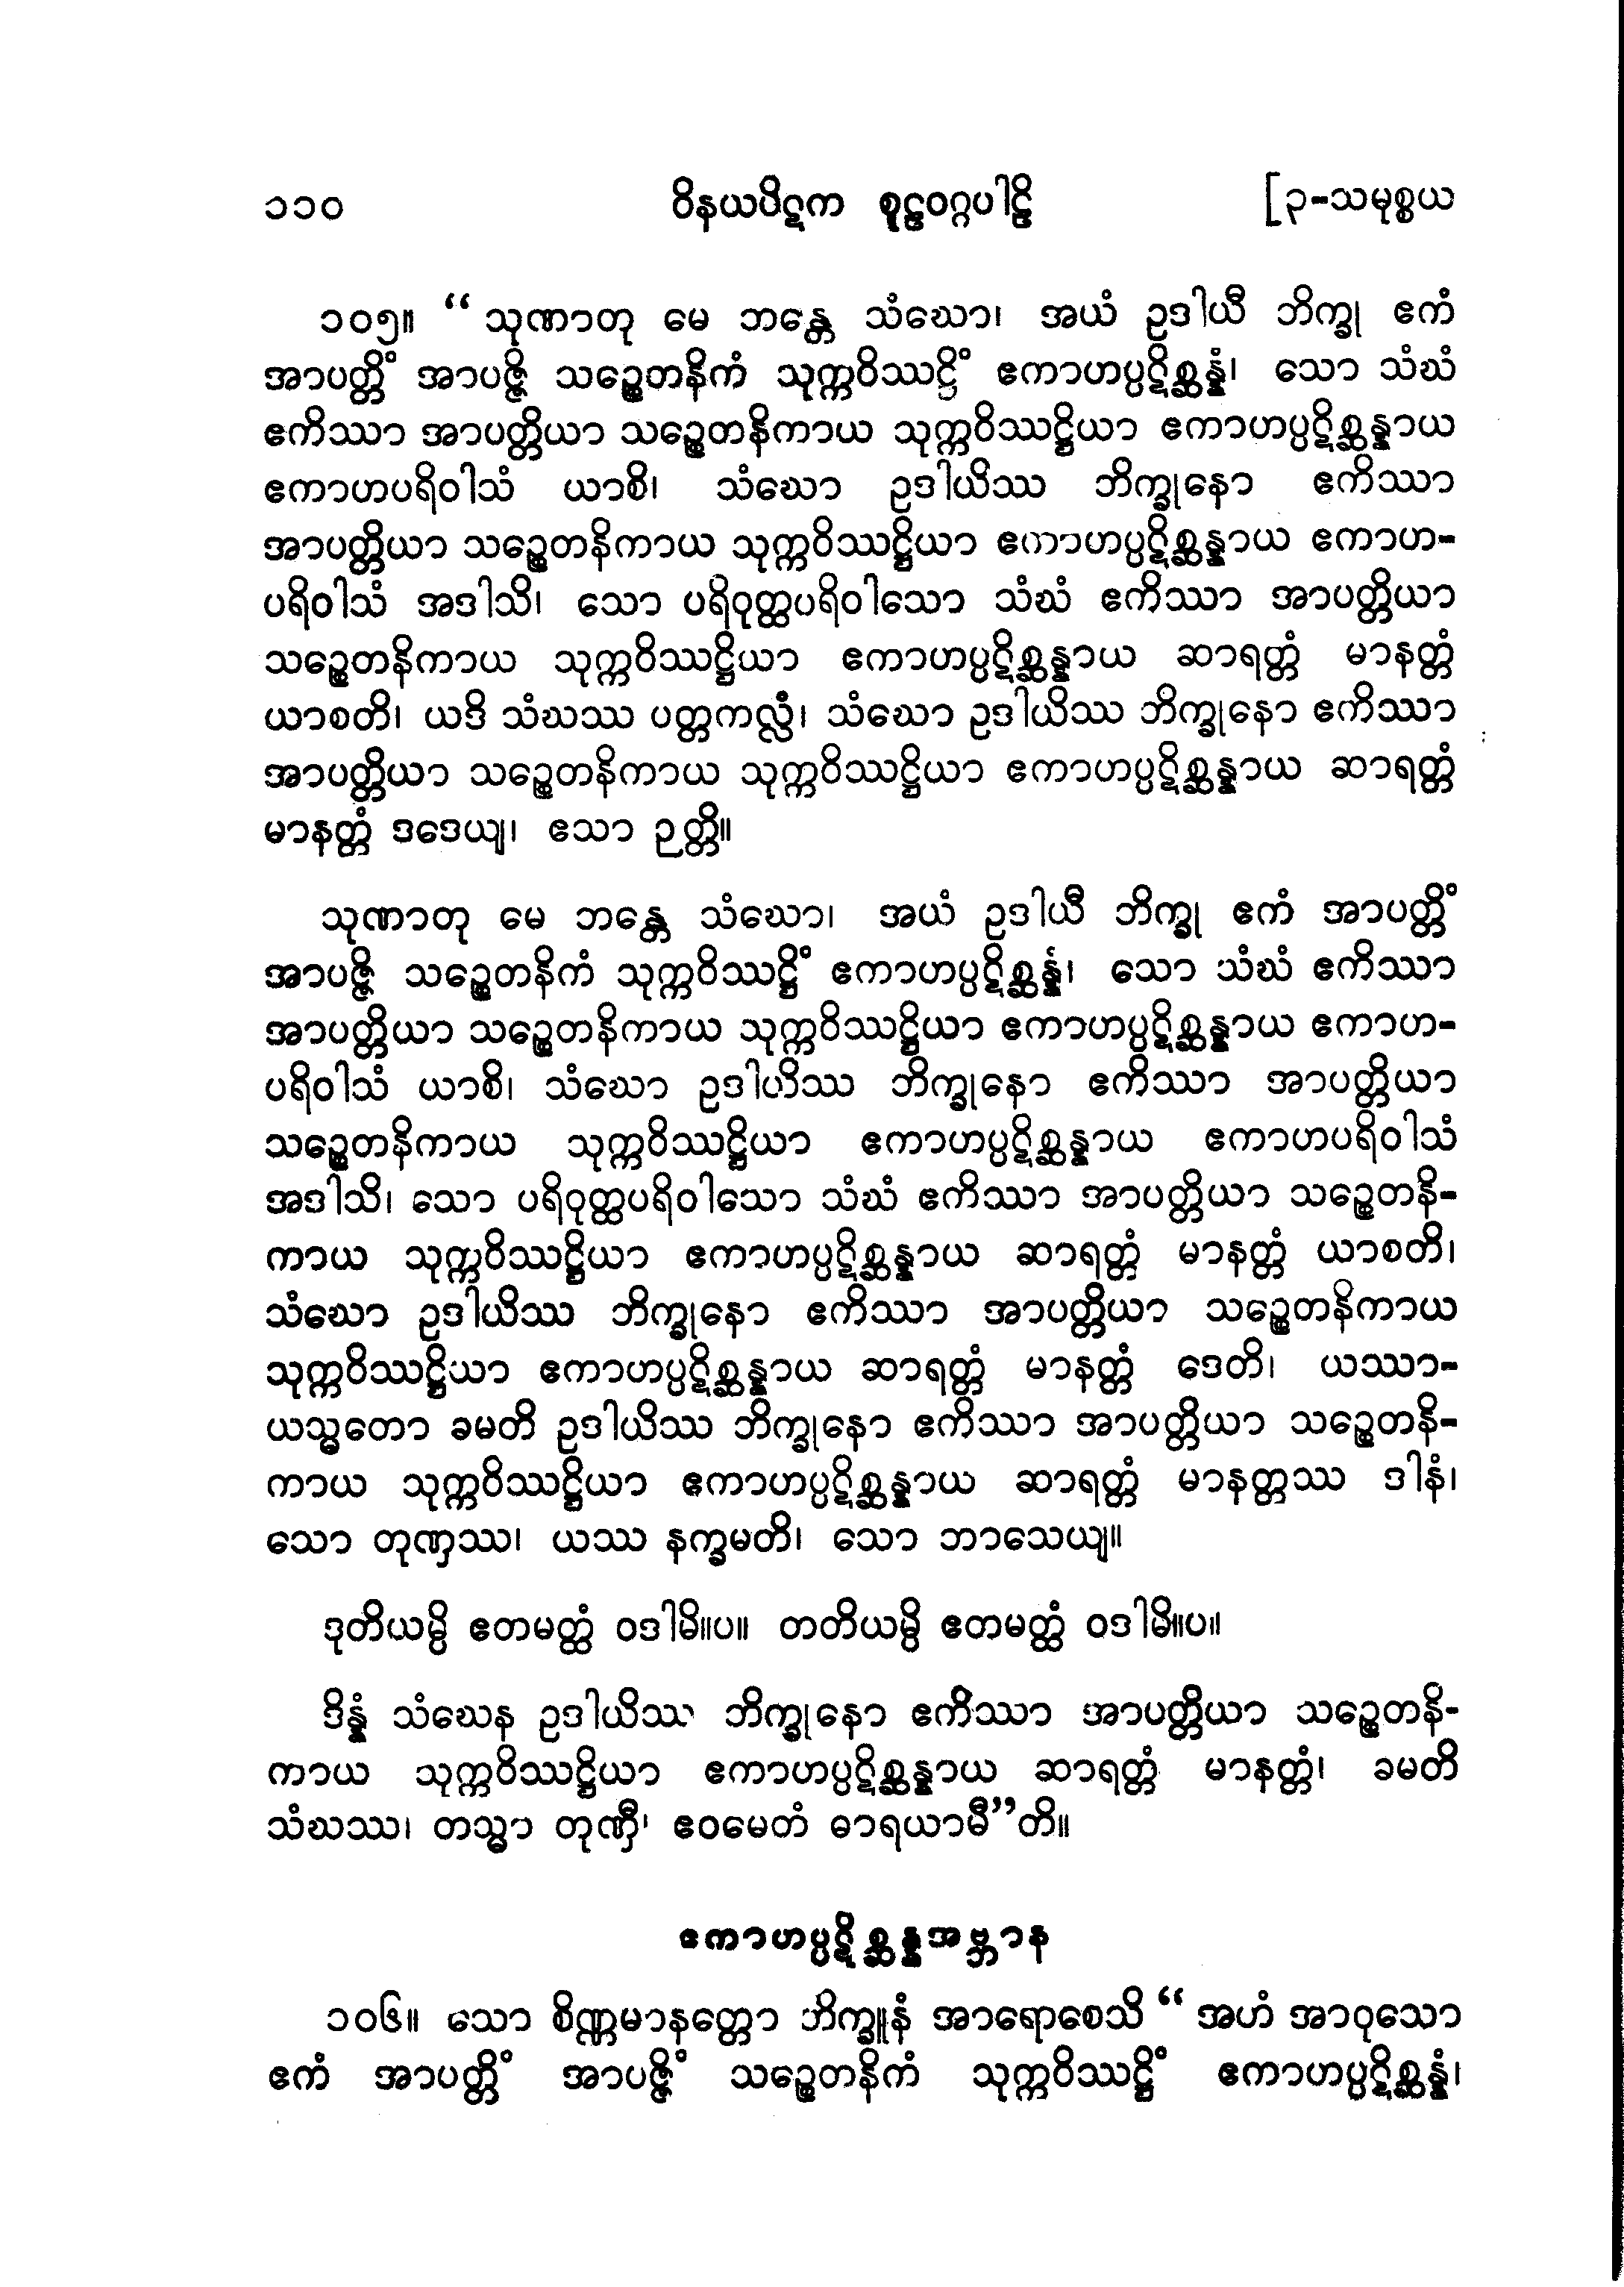 ၁၁၀ ဝိနယပိဋက စူဠဝဂ္ဂပါဠိ [၃-သမုစ္စယ
၁၀၅။ “သုဏာတု မေ ဘန္တေ သံဃော၊ အယံ ဥဒါယီ ဘိက္ခု ဧကံ
အာပတ္တိံ အာပဇ္ဇိ သဉ္စေတနိကံ သုက္ကဝိဿဋ္ဌိံ ဧကာဟပ္ပဋိစ္ဆန္နံ၊ သော သံဃံ
ဧကိဿာ အာပတ္တိယာ သဉ္စေတနိကာယ သုက္ကဝိဿဋ္ဌိယာ ဧကာဟပ္ပဋိစ္ဆန္နာယ
ဧကာဟပရိဝါသံ ယာစိ၊ သံဃော ဥဒါယိဿ ဘိက္ခုနော ဧကိဿာ
အာပတ္တိယာ သဉ္စေတနိကာယ သုက္ကဝိဿဋ္ဌိယာ ဧကာဟပ္ပဋိစ္ဆန္နာယ ဧကာဟ-
ပရိဝါသံ အဒါသိ၊ သော ပရိဝုတ္ထပရိဝါသော သံဃံ ဧကိဿာ အာပတ္တိယာ
သဉ္စေတနိကာယ သုက္ကဝိဿဋ္ဌိယာ ဧကာဟပ္ပဋိစ္ဆန္နာယ ဆာရတ္တံ မာနတ္တံ
ယာစတိ၊ ယဒိ သံဃဿ ပတ္တကလ္လံ၊ သံဃော ဥဒါယိဿ ဘိက္ခုနော ဧကိဿာ
အာပတ္တိယာ သဉ္စေတနိကာယ သုက္ကဝိဿဋ္ဌိယာ ဧကာဟပ္ပဋိစ္ဆန္နာယ ဆာရတ္တံ
မာနတ္တံ ဒဒေယျ၊ ဧသာ ဉတ္တိ။
သုဏာတု မေ ဘန္တေ သံဃော၊ အယံ ဥဒါယီ ဘိက္ခု ဧကံ အာပတ္တိံ
အာပဇ္ဇိ သဉ္စေတနိကံ သုက္ကဝိဿဋ္ဌိံ ဧကာဟပ္ပဋိစ္ဆန္နံ၊ သော သံဃံ ဧကိဿာ
အာပတ္တိယာ သဉ္စေတနိကာယ သုက္ကဝိဿဋ္ဌိယာ ဧကာဟပ္ပဋိစ္ဆန္နာယ ဧကာဟ-
ပရိဝါသံ ယာစိ၊ သံဃော ဥဒါယိဿ ဘိက္ခုနော ဧကိဿာ အာပတ္တိယာ
သဉ္စေတနိကာယ သုက္ကဝိဿဋ္ဌိယာ ဧကာဟပ္ပဋိစ္ဆန္နာယ ဧကာဟပရိဝါသံ
အဒါသိ၊ သော ပရိဝုတ္ထပရိဝါသော သံဃံ ဧကိဿာ အာပတ္တိယာ သဉ္စေတနိ-
ကာယ သုက္ကဝိဿဋ္ဌိယာ ဧကာဟပ္ပဋိစ္ဆန္နာယ ဆာရတ္တံ မာနတ္တံ ယာစတိ၊
သံဃော ဥဒါယိဿ ဘိက္ခုနော ဧကိဿာ အာပတ္တိယာ သဉ္စေတနိကာယ
သုက္ကဝိဿဋ္ဌိယာ ဧကာဟပ္ပဋိစ္ဆန္နာယ ဆာရတ္တံ မာနတ္တံ ဒေတိ၊ ယဿာ-
ယသ္မတော ခမတိ ဥဒါယိဿ ဘိက္ခုနော ဧကိဿာ အာပတ္တိယာ သဉ္စေတနိ-
ကာယ သုက္ကဝိဿဋ္ဌိယာ ဧကာဟပ္ပဋိစ္ဆန္နာယ ဆာရတ္တံ မာနတ္တဿ ဒါနံ၊
သော တုဏှဿ၊ ယဿ နက္ခမတိ၊ သော ဘာသေယျ။
ဒုတိယမ္ပိ ဧတမတ္ထံ ဝဒါမိ။ပ။ တတိယမ္ပိ ဧတမတ္ထံ ဝဒါမိ။ပ။
ဒိန္နံ သံဃေန ဥဒါယိဿ ဘိက္ခုနော ဧကိဿာ အာပတ္တိယာ သဉ္စေတနိ-
ကာယ သုက္ကဝိဿဋ္ဌိယာ ဧကာဟပ္ပဋိစ္ဆန္နာယ ဆာရတ္တံ မာနတ္တံ၊ ခမတိ
သံဃဿ၊ တသ္မာ တုဏှီ၊ ဧဝမေတံ ဓာရယာမီ”တိ။
ဧကာဟပ္ပဋိစ္ဆန္နအဗ္ဘာန
၁၀၆။ သော စိဏ္ဏမာနတ္တော ဘိက္ခူနံ အာရောစေသိ “အဟံ အာဝုသော
ဧကံ အာပတ္တိံ အာပဇ္ဇိံ သဉ္စေတနိကံ သုက္ကဝိဿဋ္ဌိံ ဧကာဟပ္ပဋိစ္ဆန္နံ၊